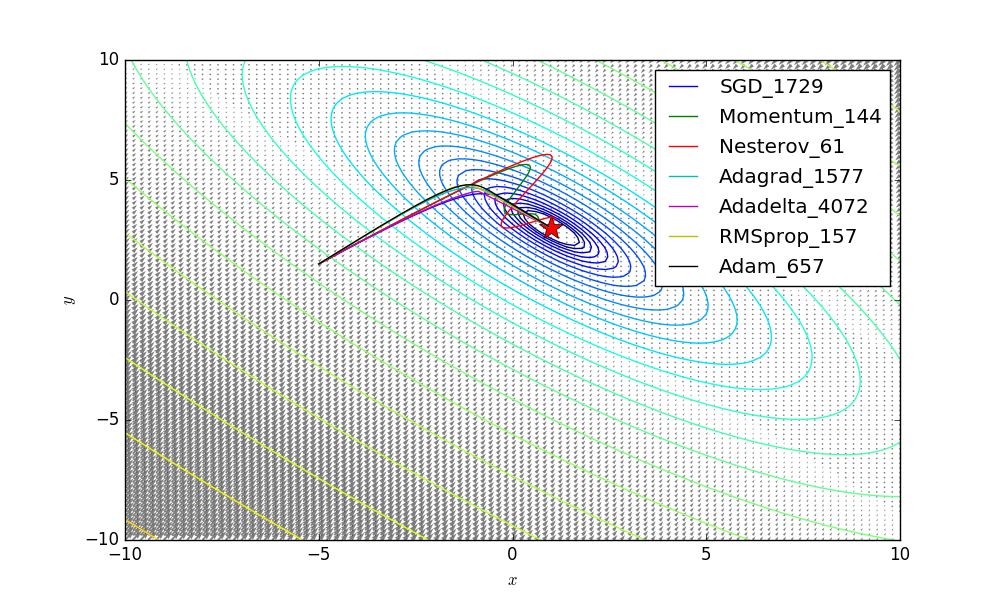 10
5
0
−5
−10
−10
−5
0
5
10
x
y
SGD_1729
Momentum_144
Nesterov_61
Adagrad_1577
Adadelta_4072
RMSprop_157
Adam_657